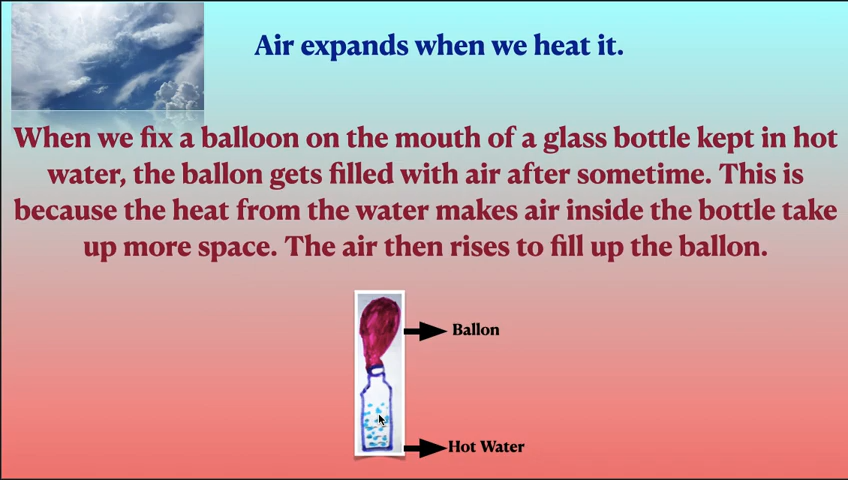 Air expands when we heat it.
When we fix a balloon on the mouth of a glass bottle kept in hot
water, the ballon gets filled with air after sometime. This is
because the heat from the water makes air inside the bottle take
up more space. The air then rises to fill up the ballon.
Ballon
Hot Water